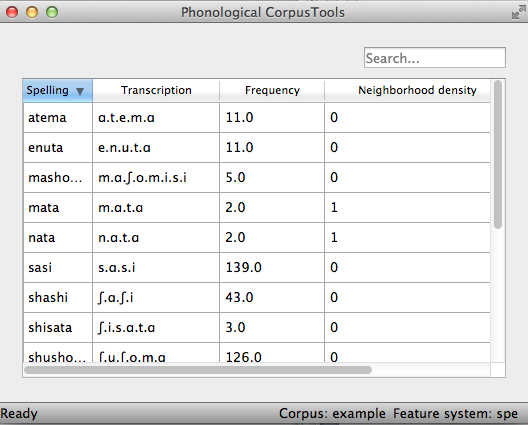 Phonological CorpusTools
Search...
Spelling Transcription Frequency Neighborhood density
atema ɑ.t.e.m.ɑ 11.0 0
enuta e.n.u.t.ɑ 11.0 0
masho... m.ɑ.ʃ.o.m.i.s.i 5.0 0
mata m.ɑ.t.ɑ 2.0 1
nata n.ɑ.t.ɑ 2.0 1
sasi s.ɑ.s.i 139.0 0
shashi ʃ.ɑ.ʃ.i 43.0 0
shisata ʃ.i.s.ɑ.t.ɑ 3.0 0
shusho... ʃ.u.ʃ.o.m.ɑ 126.0 0
Ready Corpus: example Feature system: spe